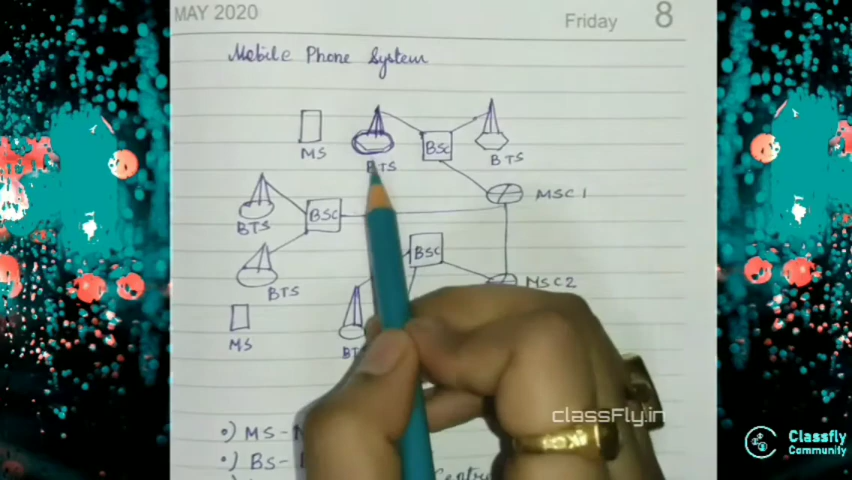 MAY 2020
Friday 8
Mobile Phone System
MS
BTS
BSC
BTS
MSC 1
BTS
BSC
BTS
BSC
MSC2
MS
•) MS-
•) BS-
classFly.in
Classfly
Community